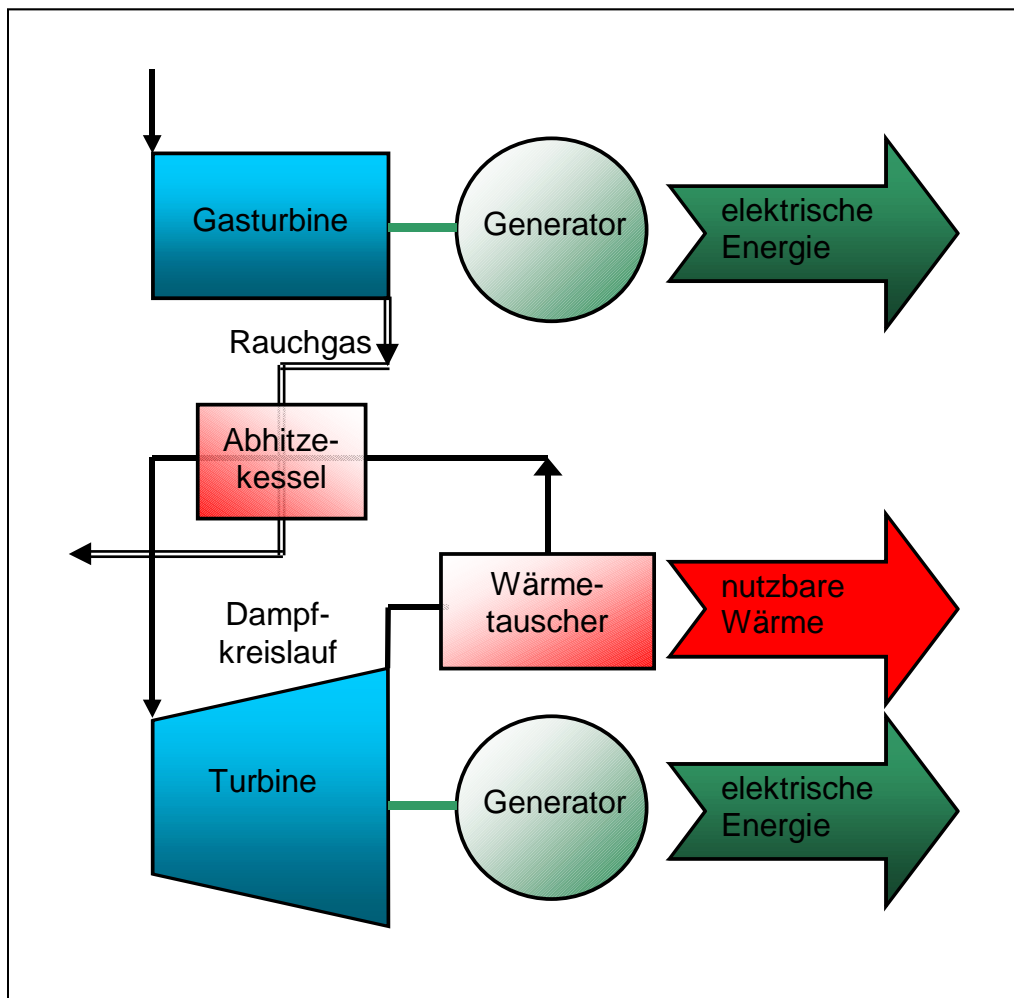 Gasturbine
Generator
elektrische
Energie
Rauchgas
Abhitze-
kessel
Wärme-
tauscher
nutzbare
Wärme
Dampf-
kreislauf
Turbine
Generator
elektrische
Energie